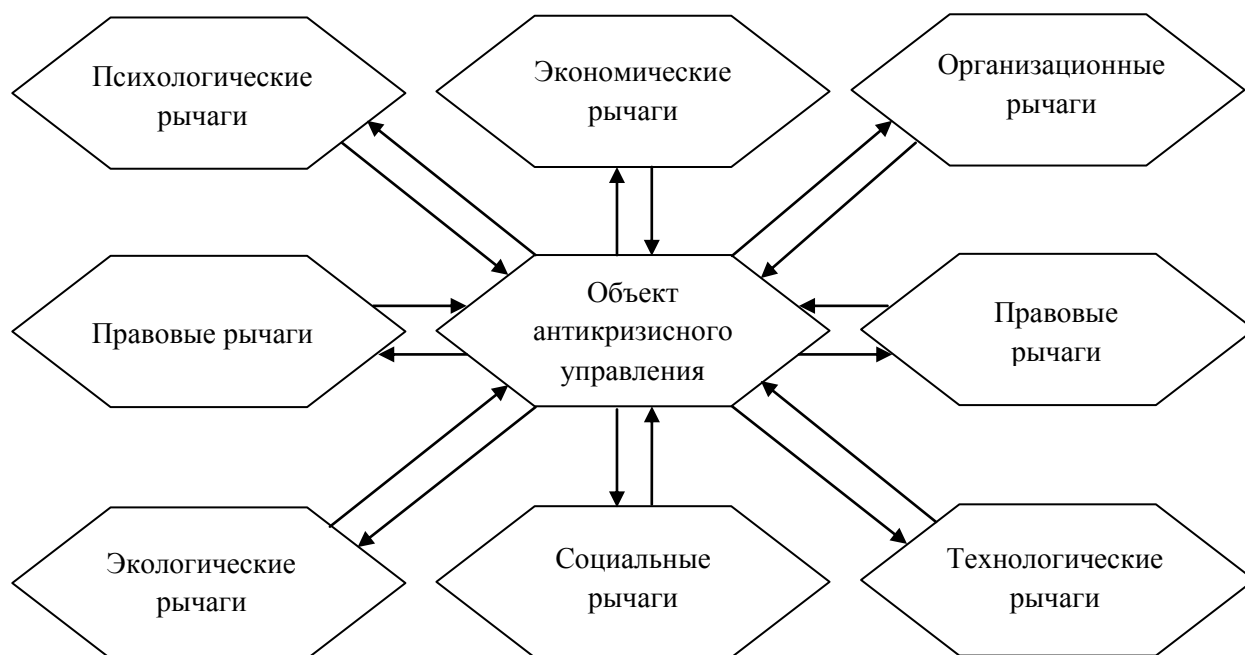 Психологические
рычаги
Экономические
рычаги
Организационные
рычаги
Правовые рычаги
Объект
антикризисного
управления
Правовые
рычаги
Экологические
рычаги
Социальные
рычаги
Технологические
рычаги